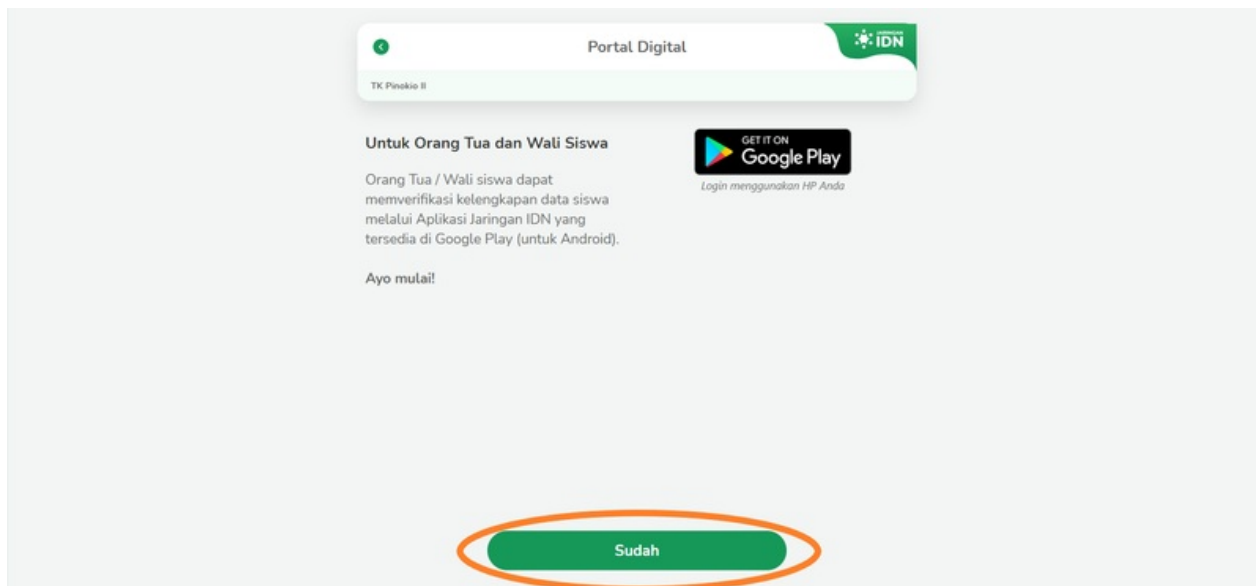 Portal Digital
JARINGAN
IDN
TK Pinokio II
Untuk Orang Tua dan Wali Siswa
Orang Tua / Wali siswa dapat
memverifikasi kelengkapan data siswa
melalui Aplikasi Jaringan IDN yang
tersedia di Google Play (untuk Android).
Ayo mulai!
GET IT ON
Google Play
Login menggunakan HP Anda
Sudah